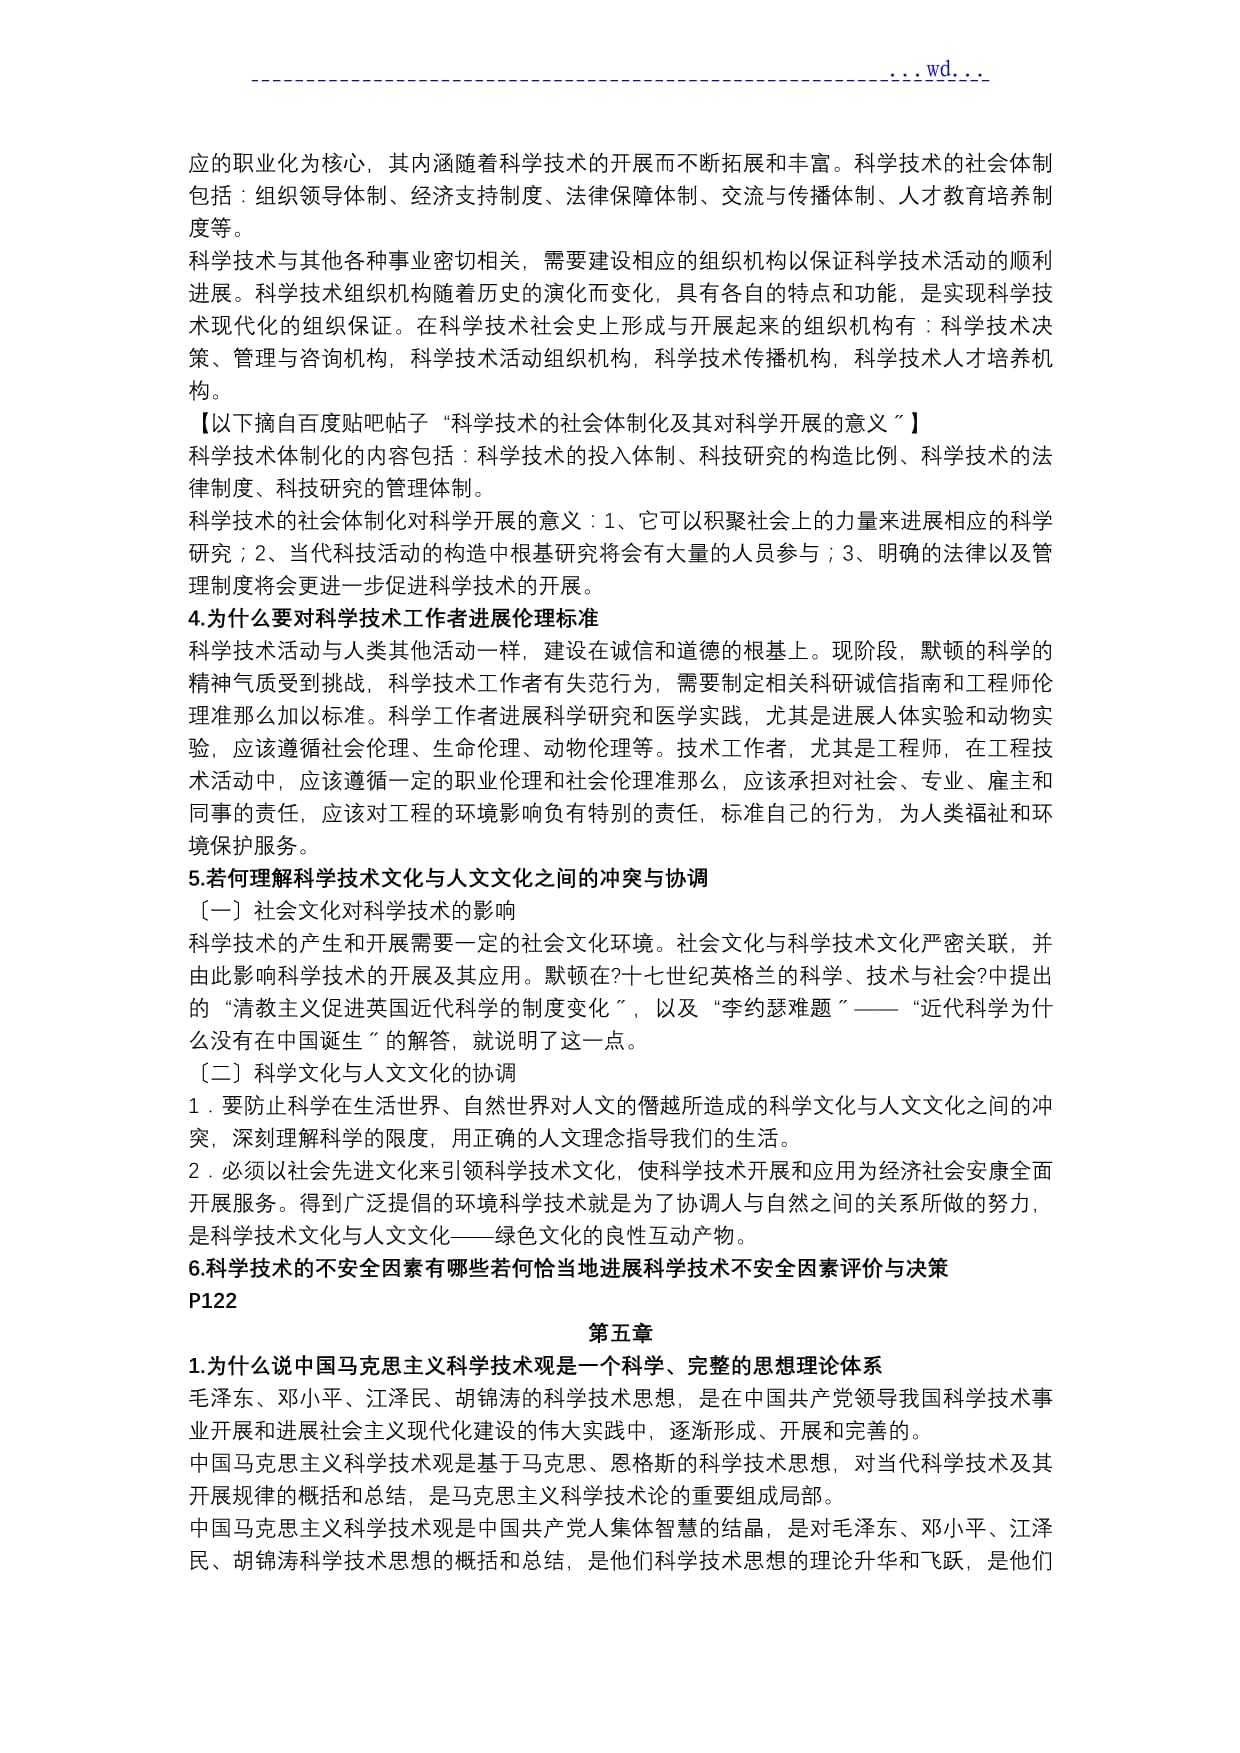 ...wd...
应的职业化为核心，其内涵随着科学技术的开展而不断拓展和丰富。科学技术的社会体制
包括：组织领导体制、经济支持制度、法律保障体制、交流与传播体制、人才教育培养制
度等。
科学技术与其他各种事业密切相关，需要建设相应的组织机构以保证科学技术活动的顺利
进展。科学技术组织机构随着历史的演化而变化，具有各自的特点和功能，是实现科学技
术现代化的组织保证。在科学技术社会史上形成与开展起来的组织机构有：科学技术决
策、管理与咨询机构，科学技术活动组织机构，科学技术传播机构，科学技术人才培养机
构。
【以下摘自百度贴吧帖子“科学技术的社会体制化及其对科学开展的意义〞】
科学技术体制化的内容包括：科学技术的投入体制、科技研究的构造比例、科学技术的法
律制度、科技研究的管理体制。
科学技术的社会体制化对科学开展的意义：1、它可以积聚社会上的力量来进展相应的科学
研究；2、当代科技活动的构造中根基研究将会有大量的人员参与；3、明确的法律以及管
理制度将会更进一步促进科学技术的开展。
4.为什么要对科学技术工作者进展伦理标准
科学技术活动与人类其他活动一样，建设在诚信和道德的根基上。现阶段，默顿的科学的
精神气质受到挑战，科学技术工作者有失范行为，需要制定相关科研诚信指南和工程师伦
理准那么加以标准。科学工作者进展科学研究和医学实践，尤其是进展人体实验和动物实
验，应该遵循社会伦理、生命伦理、动物伦理等。技术工作者，尤其是工程师，在工程技
术活动中，应该遵循一定的职业伦理和社会伦理准那么，应该承担对社会、专业、雇主和
同事的责任，应该对工程的环境影响负有特别的责任，标准自己的行为，为人类福祉和环
境保护服务。
5.若何理解科学技术文化与人文文化之间的冲突与协调
〔一〕社会文化对科学技术的影响
科学技术的产生和开展需要一定的社会文化环境。社会文化与科学技术文化严密关联，并
由此影响科学技术的开展及其应用。默顿在?十七世纪英格兰的科学、技术与社会?中提出
的“清教主义促进英国近代科学的制度变化〞，以及“李约瑟难题〞——“近代科学为什
么没有在中国诞生〞的解答，就说明了这一点。
〔二〕科学文化与人文文化的协调
1．要防止科学在生活世界、自然世界对人文的僭越所造成的科学文化与人文文化之间的冲
突，深刻理解科学的限度，用正确的人文理念指导我们的生活。
2．必须以社会先进文化来引领科学技术文化，使科学技术开展和应用为经济社会安康全面
开展服务。得到广泛提倡的环境科学技术就是为了协调人与自然之间的关系所做的努力，
是科学技术文化与人文文化——绿色文化的良性互动产物。
6.科学技术的不安全因素有哪些若何恰当地进展科学技术不安全因素评价与决策
P122
第五章
1.为什么说中国马克思主义科学技术观是一个科学、完整的思想理论体系
毛泽东、邓小平、江泽民、胡锦涛的科学技术思想，是在中国共产党领导我国科学技术事
业开展和进展社会主义现代化建设的伟大实践中，逐渐形成、开展和完善的。
中国马克思主义科学技术观是基于马克思、恩格斯的科学技术思想，对当代科学技术及其
开展规律的概括和总结，是马克思主义科学技术论的重要组成局部。
中国马克思主义科学技术观是中国共产党人集体智慧的结晶，是对毛泽东、邓小平、江泽
民、胡锦涛科学技术思想的概括和总结，是他们科学技术思想的理论升华和飞跃，是他们